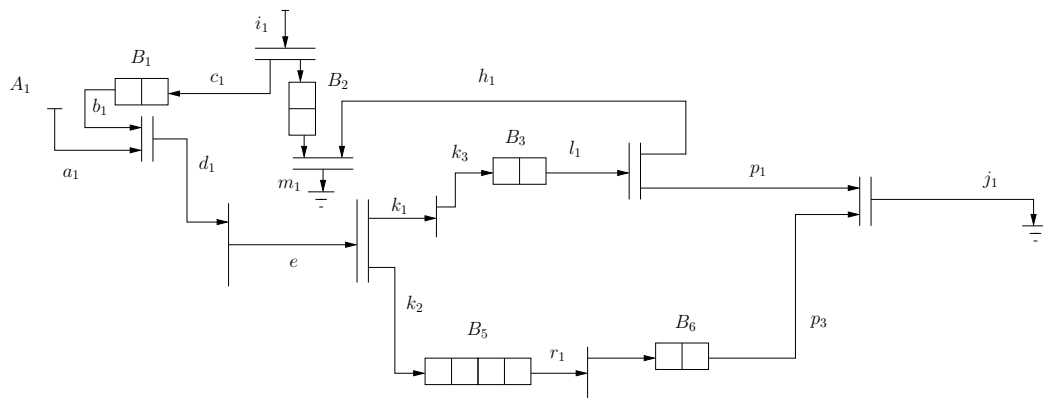 i₁
B₁
c₁
B₂
h₁
A₁
b₁
B₃
k₃
l₁
a₁
d₁
m₁
p₁
j₁
k₁
e
k₂
p₃
B₅
B₆
r₁